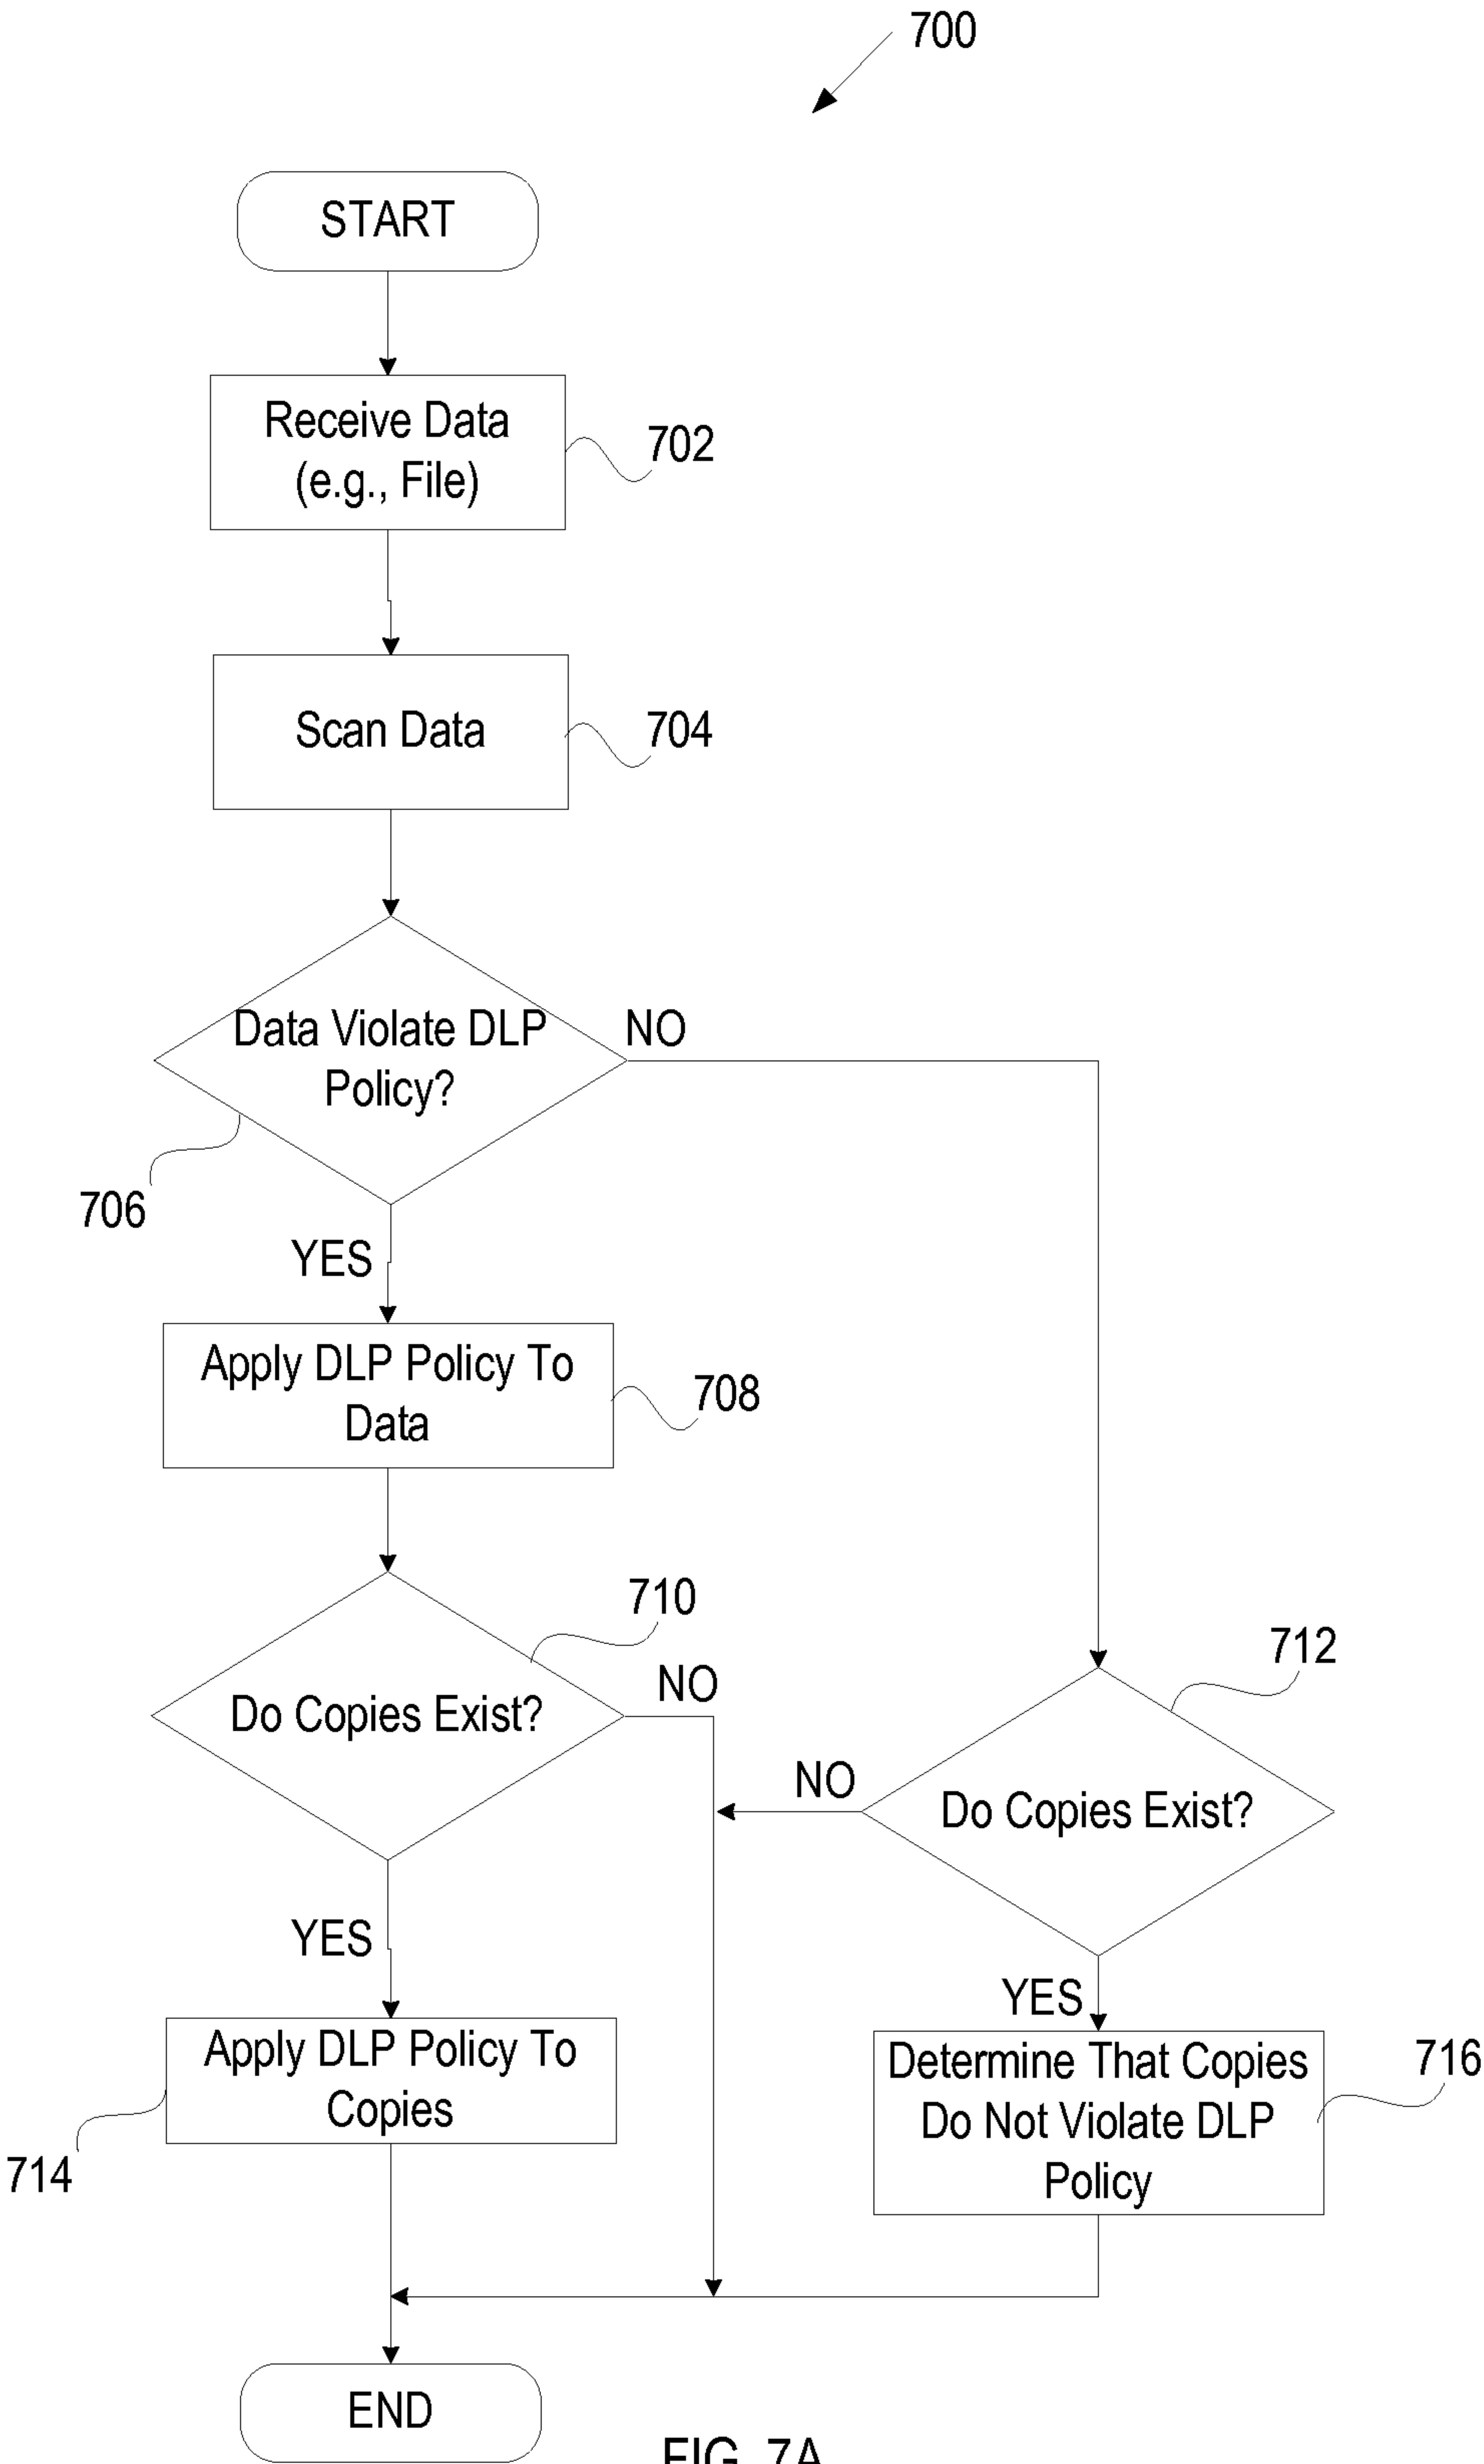 700
START
Receive Data
(e.g., File)
702
Scan Data
704
Data Violate DLP
Policy?
NO
706
YES
Apply DLP Policy To
Data
708
710
Do Copies Exist?
NO
712
NO
Do Copies Exist?
YES
Apply DLP Policy To
Copies
714
YES
Determine That Copies
Do Not Violate DLP
Policy
716
END
FIG. 7A